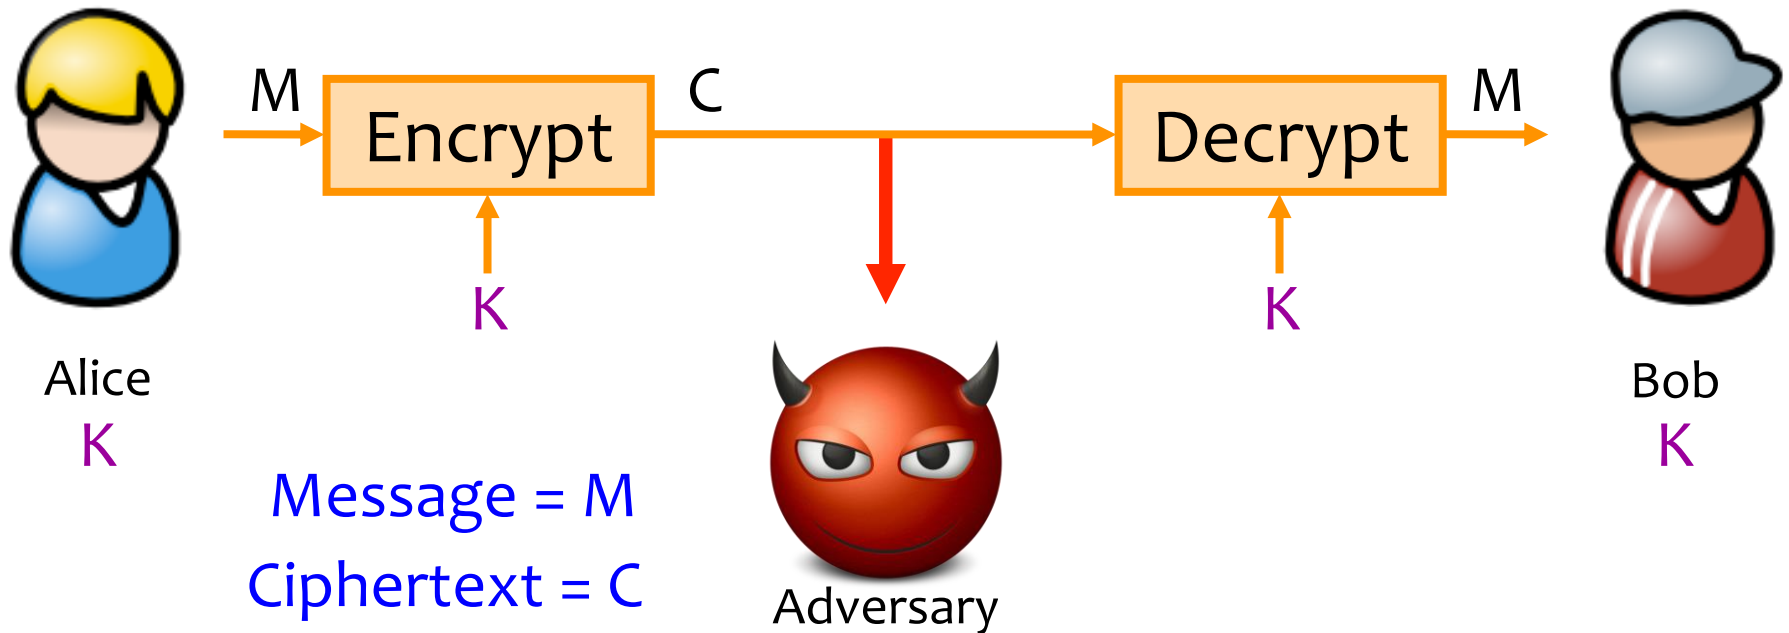 M
Encrypt
C
Decrypt
M
K
K
Alice
K
Bob
K
Message = M
Ciphertext = C
Adversary